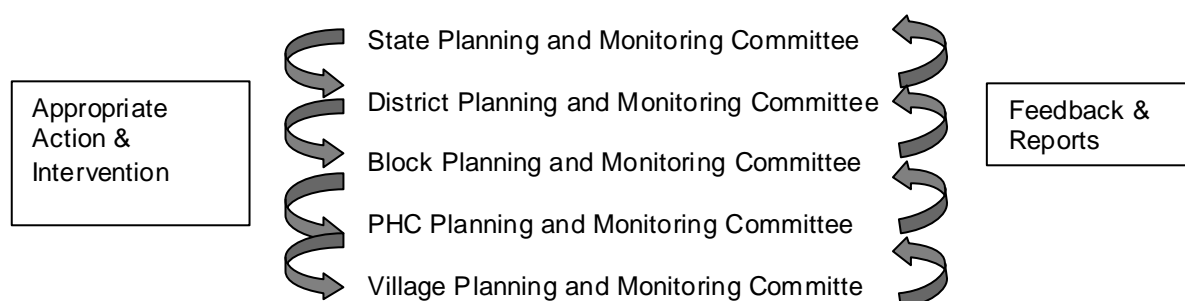 State Planning and Monitoring Committee
District Planning and Monitoring Committee
Block Planning and Monitoring Committee
PHC Planning and Monitoring Committee
Village Planning and Monitoring Committe
Appropriate
Action &
Intervention
Feedback &
Reports